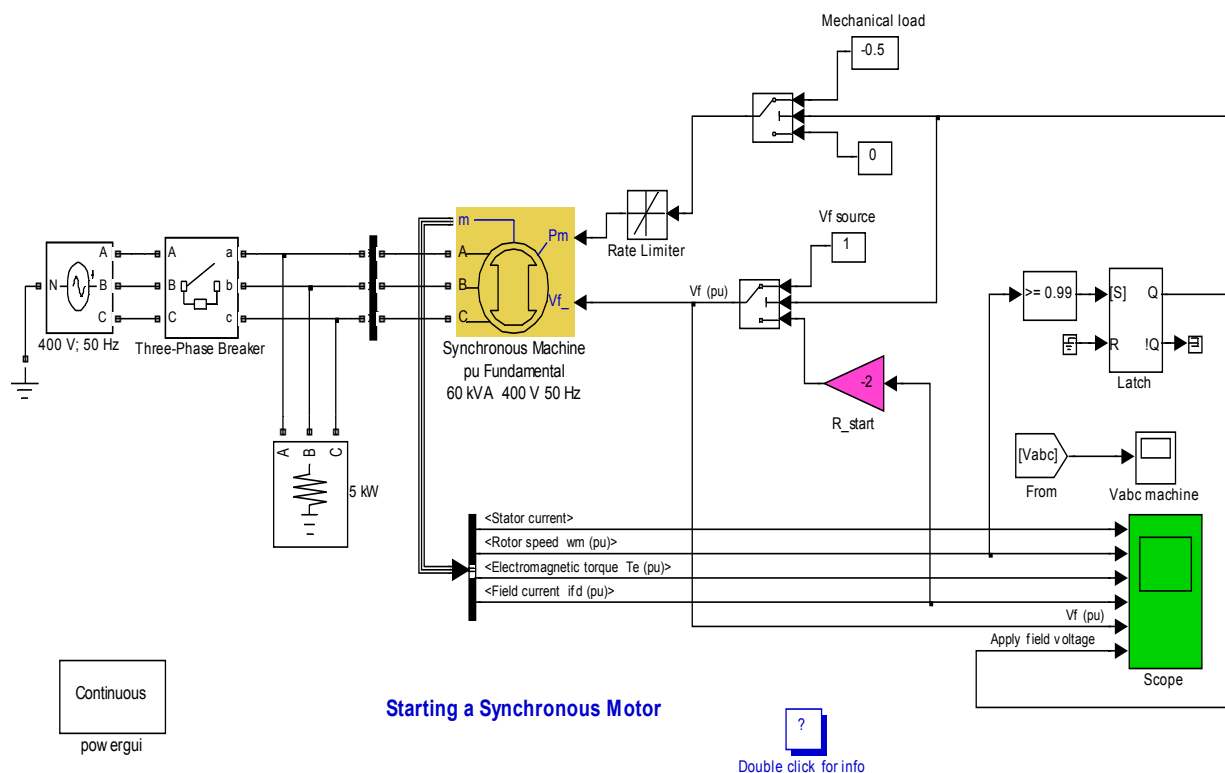 Mechanical load
-0.5
0
Rate Limiter
Vf source
1
m
Pm
A
B
C
Vf_
Vf (pu)
N
A
B
C
A
B
C
a
b
c
400 V; 50 Hz
Three-Phase Breaker
Synchronous Machine
pu Fundamental
60 kVA 400 V 50 Hz
>= 0.99
[S]
Q
R
!Q
Latch
-2
R_start
A
B
C
5 kW
[Vabc]
From
Vabc machine
<Stator current>
<Rotor speed wm (pu)>
<Electromagnetic torque Te (pu)>
<Field current ifd (pu)>
Vf (pu)
Apply field voltage
Scope
Continuous
powergui
Starting a Synchronous Motor
?
Double click for info